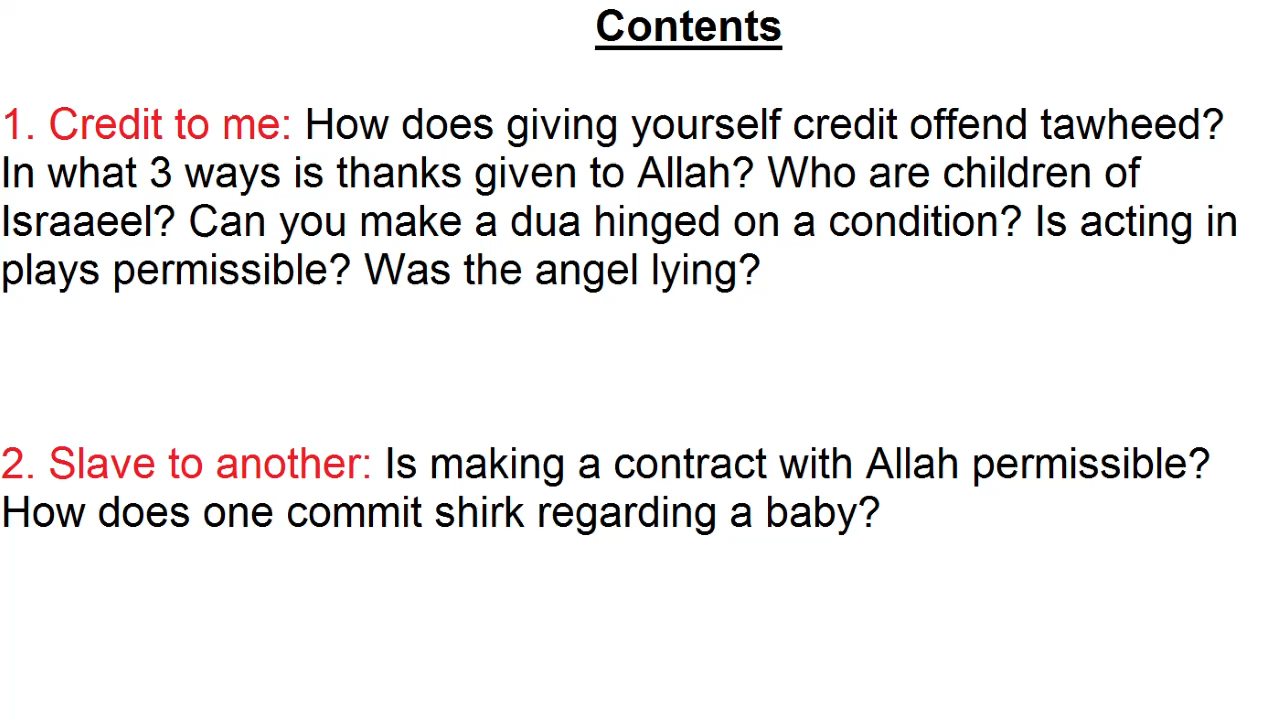 Contents
1. Credit to me: How does giving yourself credit offend tawheed?
In what 3 ways is thanks given to Allah? Who are children of
Israaeel? Can you make a dua hinged on a condition? Is acting in
plays permissible? Was the angel lying?
2. Slave to another: Is making a contract with Allah permissible?
How does one commit shirk regarding a baby?